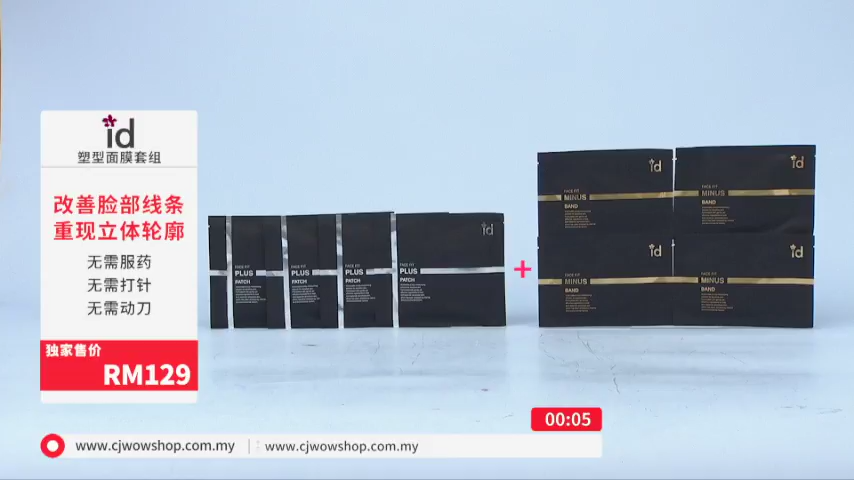 id
塑型面膜套组
改善脸部线条
重现立体轮廓
无需服药
无需打针
无需动刀
独家售价
RM129
FACE FIT
PLUS
PATCH
FACE FIT
PLUS
PATCH
FACE FIT
PLUS
PATCH
id
FACE FIT
PLUS
PATCH
+
id
FACE FIT
MINUS
BAND
id
FACE FIT
MINUS
BAND
id
FACE FIT
MINUS
BAND
id
FACE FIT
MINUS
BAND
00:05
www.cjwowshop.com.my
www.cjwowshop.com.my